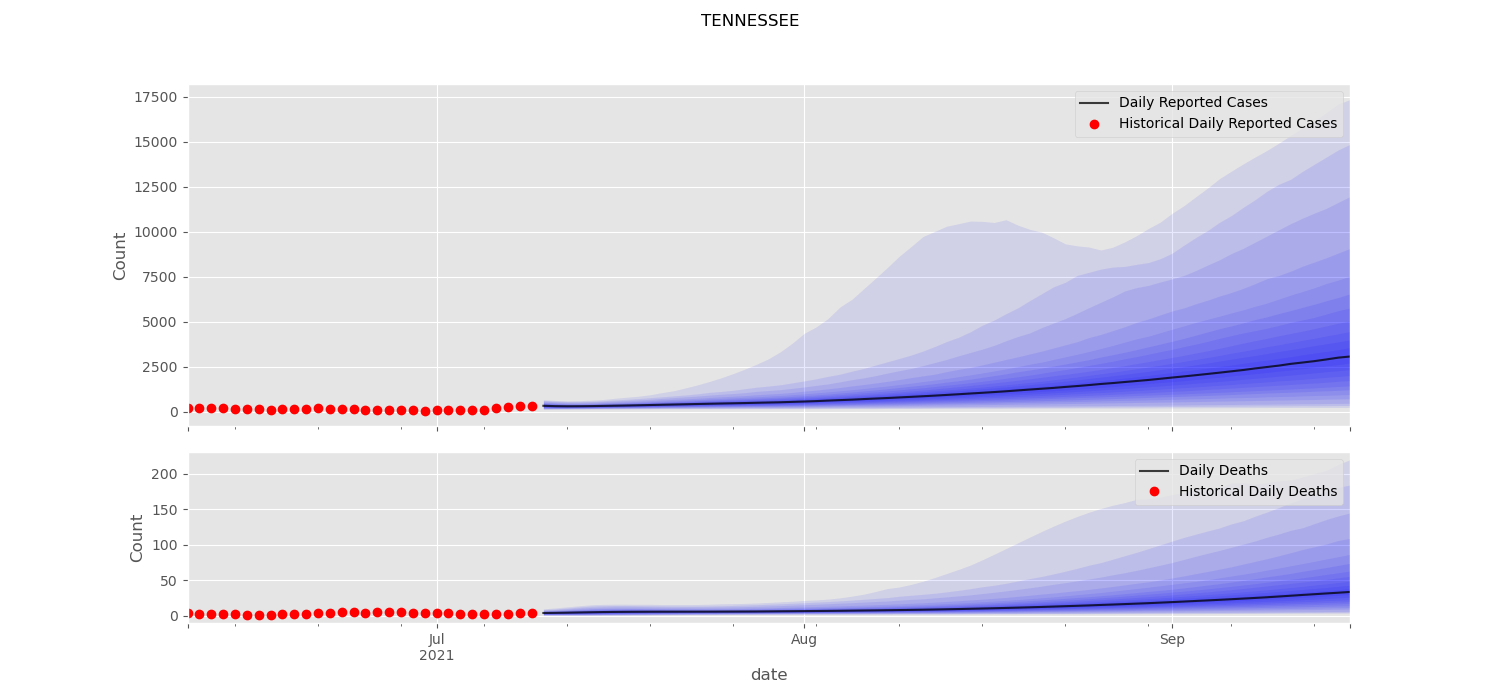 TENNESSEE
17500
15000
12500
10000
7500
5000
2500
0
Count
Daily Reported Cases
Historical Daily Reported Cases
200
150
100
50
0
Count
Daily Deaths
Historical Daily Deaths
Jul
2021
Aug
Sep
date